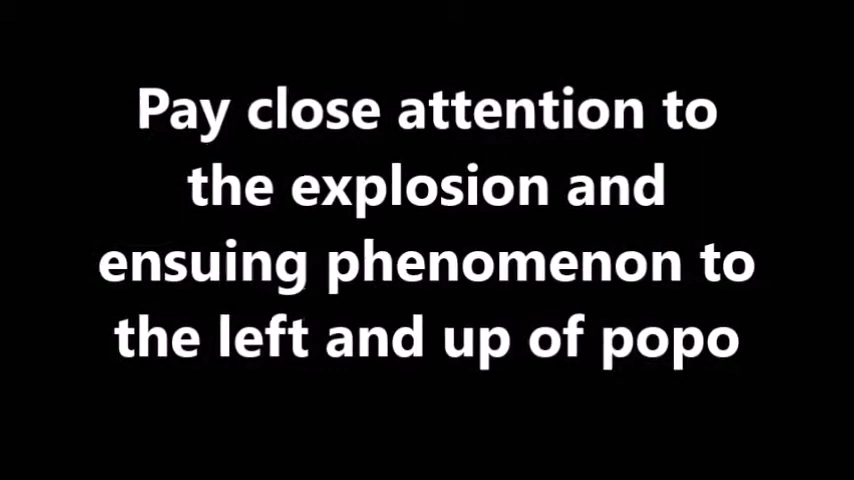 Pay close attention to
the explosion and
ensuing phenomenon to
the left and up of popo